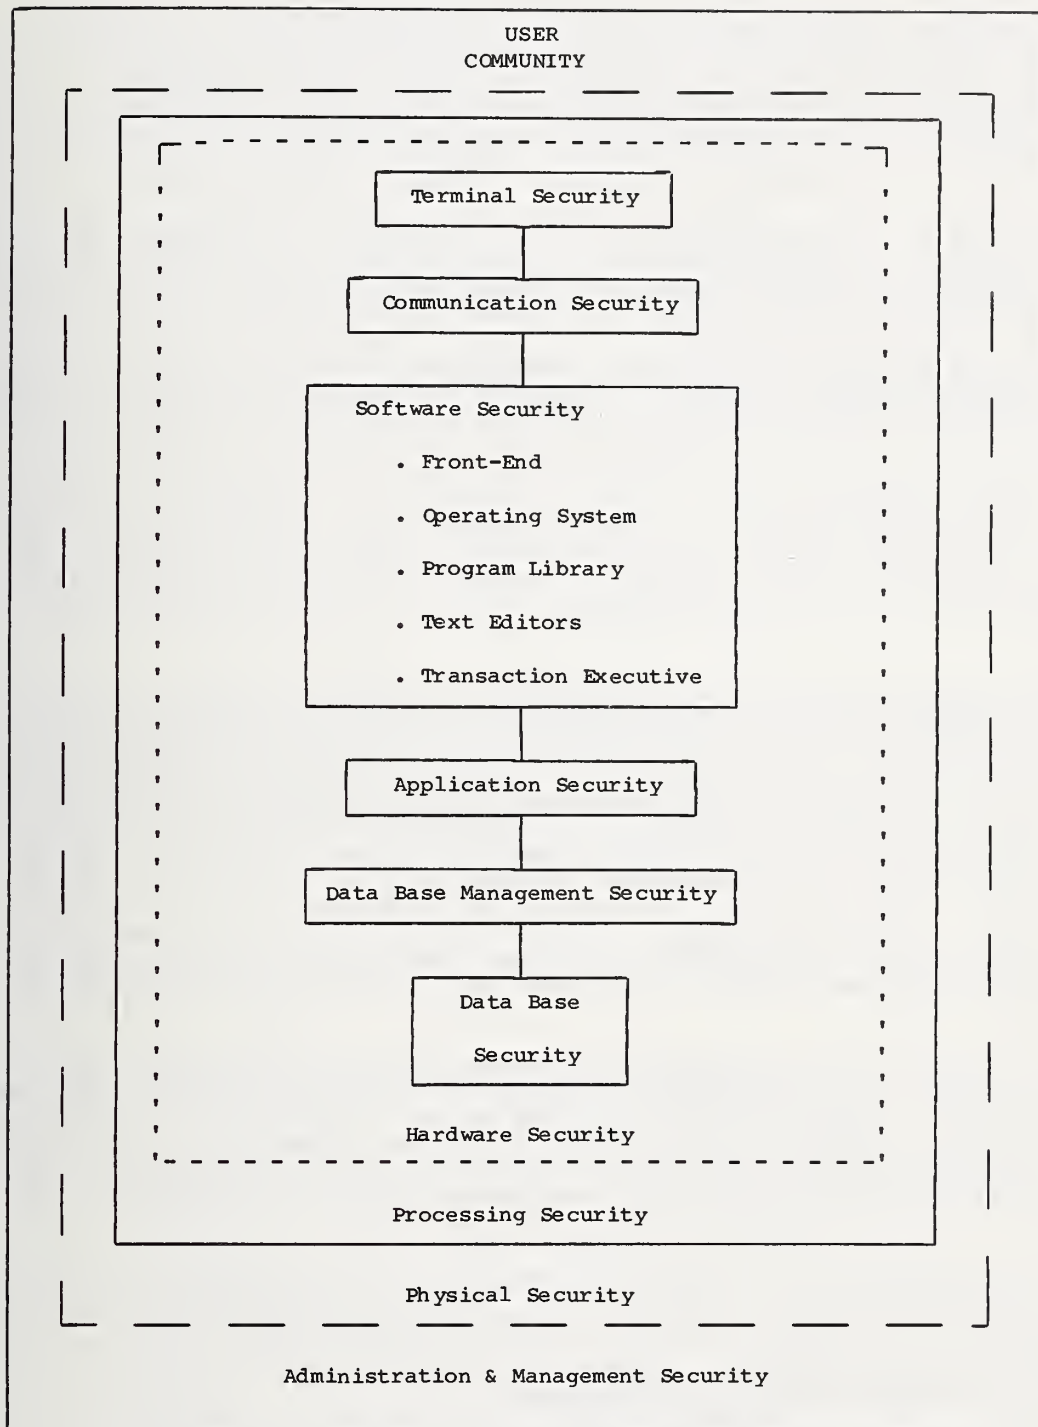 USER
COMMUNITY
Terminal Security
Communication Security
Software Security
. Front-End
. Operating System
. Program Library
. Text Editors
. Transaction Executive
Application Security
Data Base Management Security
Data Base
Security
Hardware Security
Processing Security
Physical Security
Administration & Management Security